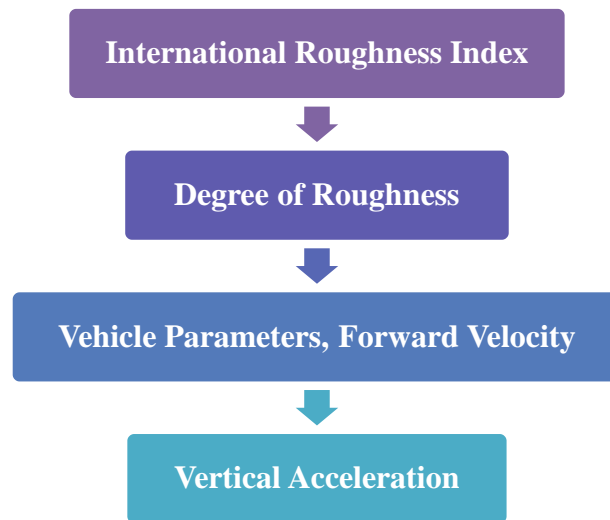 International Roughness Index
Degree of Roughness
Vehicle Parameters, Forward Velocity
Vertical Acceleration